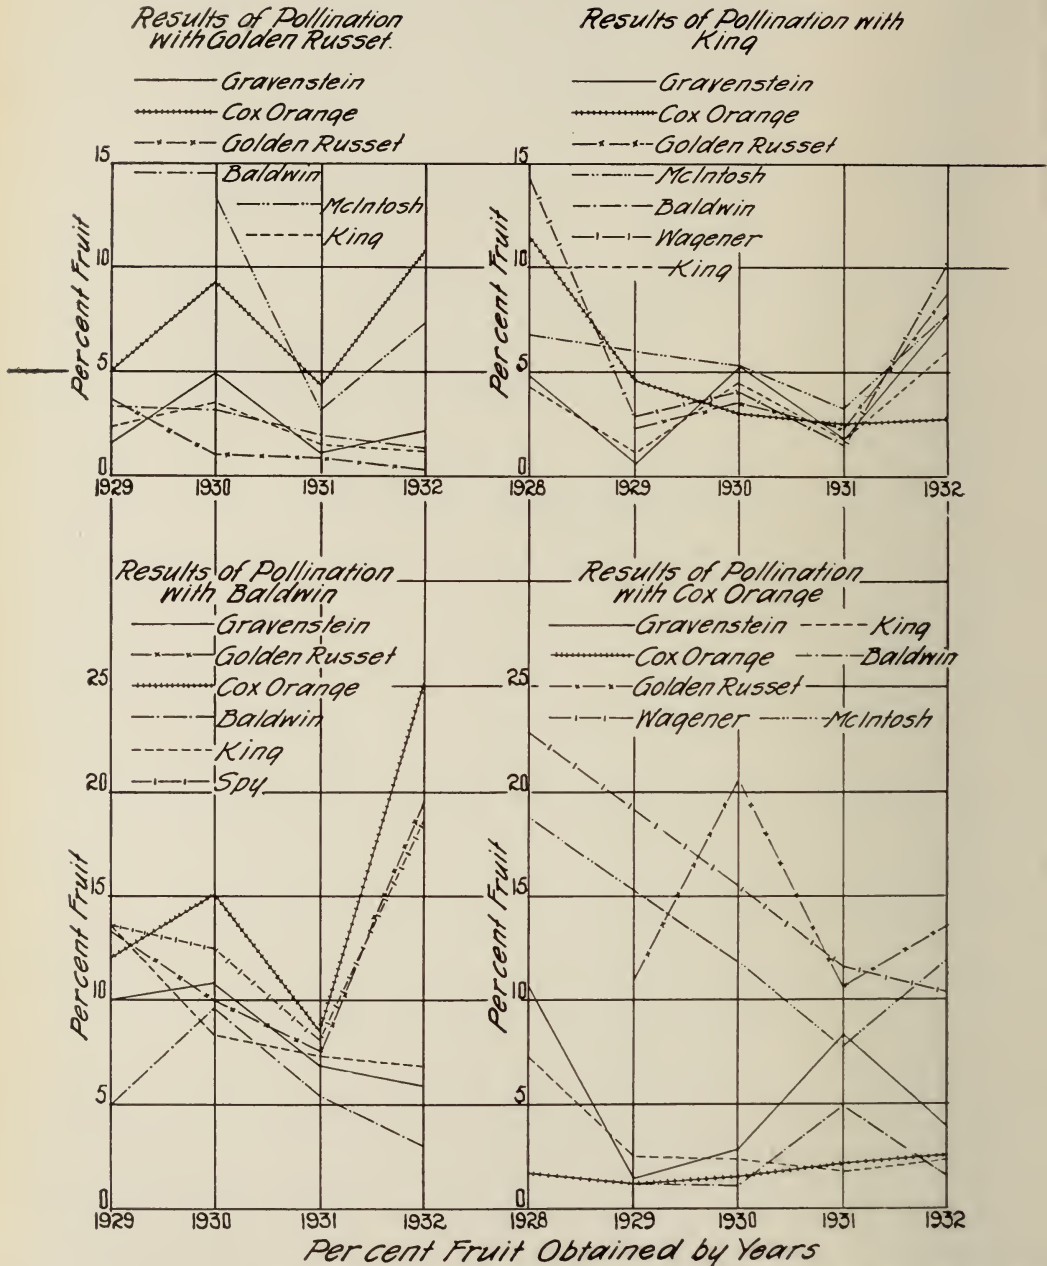 Results of Pollination
with Golden Russet.
Gravenstein
Cox Orange
Golden Russet
Baldwin
McIntosh
King
Percent Fruit
15
10
5
0
1929 1930 1931 1932
Results of Pollination with
King
Gravenstein
Cox Orange
Golden Russet
McIntosh
Baldwin
Wagener
King
Percent Fruit
15
10
5
0
1928 1929 1930 1931 1932
Results of Pollination
with Baldwin
Gravenstein
Golden Russet
Cox Orange
Baldwin
King
Spy
Percent Fruit
25
20
15
10
5
0
1929 1930 1931 1932
Results of Pollination
with Cox Orange
Gravenstein King
Cox Orange Baldwin
Golden Russet
Wagener McIntosh
Percent Fruit
25
20
15
10
5
0
1928 1929 1930 1931 1932
Percent Fruit Obtained by Years